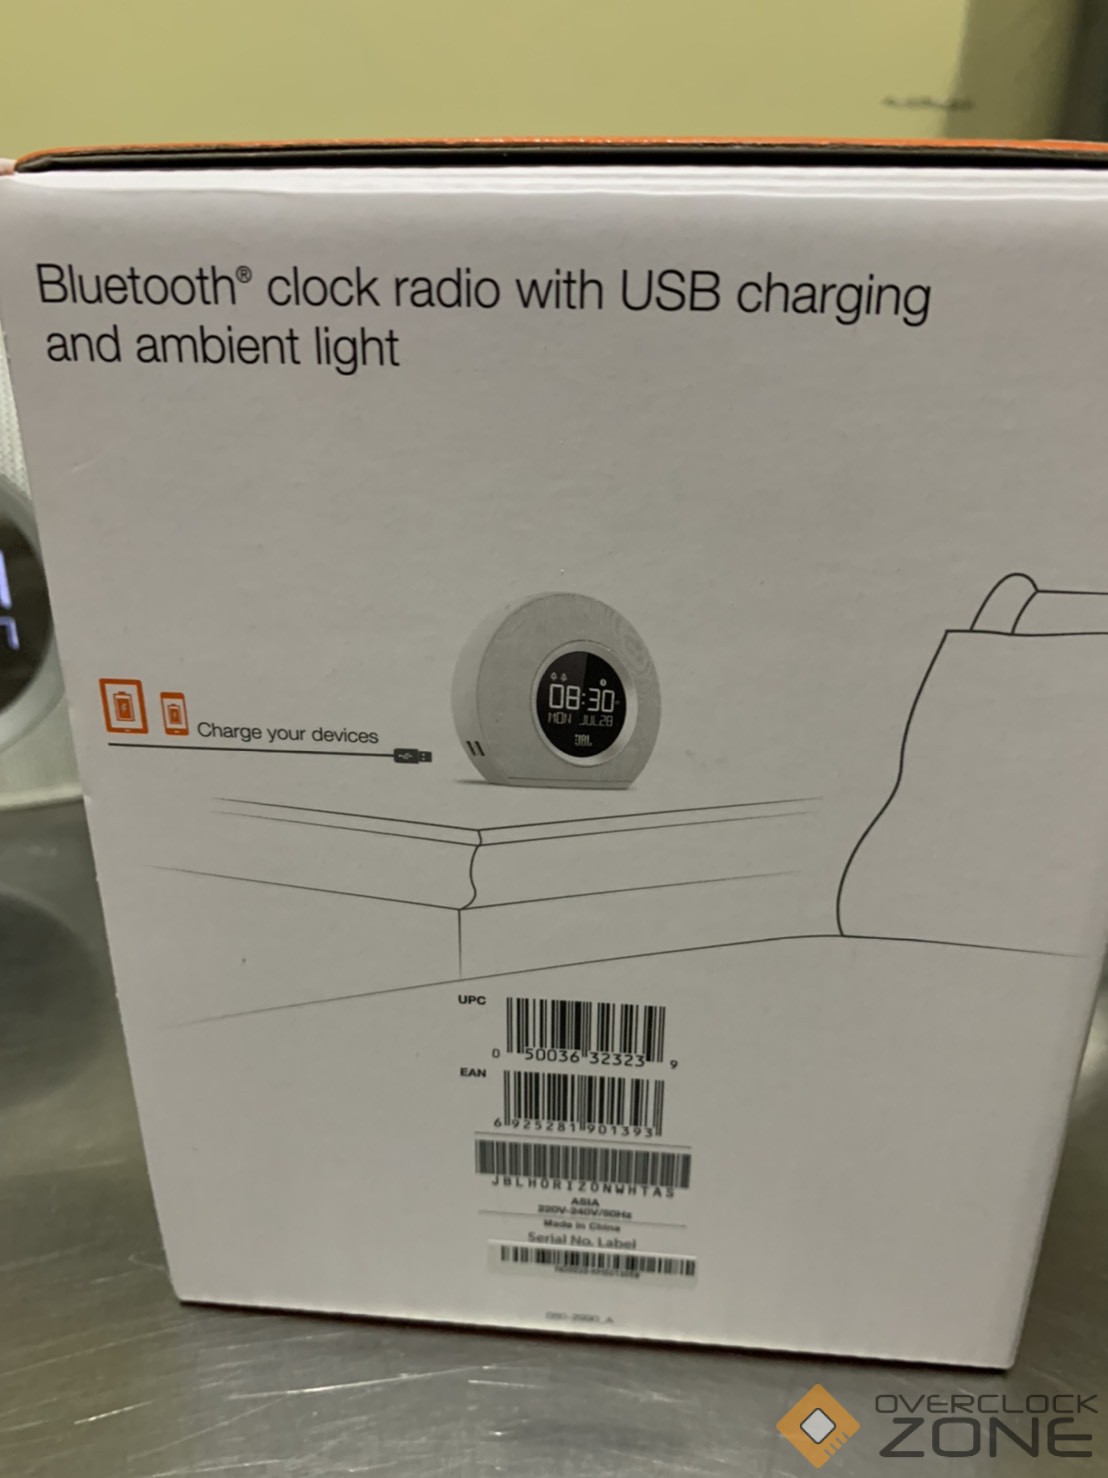 Bluetooth® clock radio with USB charging
and ambient light
08:30
MON JUL28
JBL
Charge your devices
UPC
0 50036 32323 9
EAN
6 925281 901393
JBLHORIZONWHTAS
ASIA
220V-240V/50Hz
Made in China
Serial No. Label
OVERCLOCK
ZONE